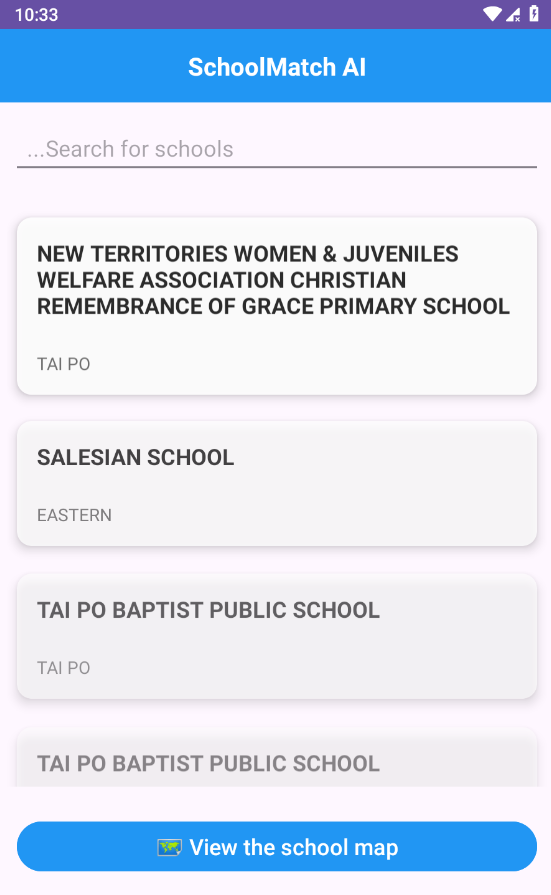 10:33
SchoolMatch AI
...Search for schools
NEW TERRITORIES WOMEN & JUVENILES
WELFARE ASSOCIATION CHRISTIAN
REMEMBRANCE OF GRACE PRIMARY SCHOOL
TAI PO
SALESIAN SCHOOL
EASTERN
TAI PO BAPTIST PUBLIC SCHOOL
TAI PO
TAI PO BAPTIST PUBLIC SCHOOL
View the school map